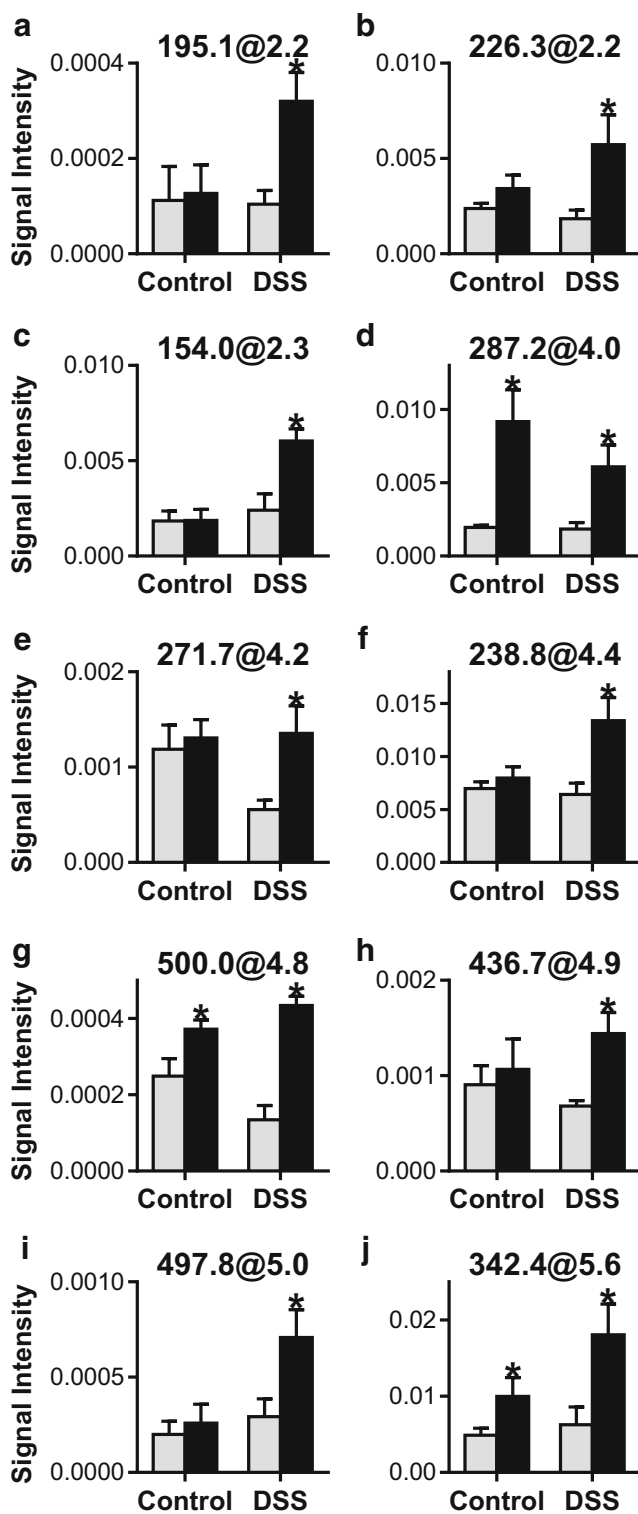 a
195.1@2.2
Signal Intensity
0.0004
*
0.0002
0.0000
Control DSS
b
226.3@2.2
0.010
*
0.005
0.000
Control DSS
c
154.0@2.3
Signal Intensity
0.010
*
0.005
0.000
Control DSS
d
287.2@4.0
*
*
0.010
0.005
0.000
Control DSS
e
271.7@4.2
Signal Intensity
0.002
*
0.001
0.000
Control DSS
f
238.8@4.4
0.015
*
0.010
0.005
0.000
Control DSS
g
500.0@4.8
Signal Intensity
*
*
0.0004
0.0002
0.0000
Control DSS
h
436.7@4.9
0.002
*
0.001
0.000
Control DSS
i
497.8@5.0
Signal Intensity
0.0010
*
0.0005
0.0000
Control DSS
j
342.4@5.6
*
0.02
*
0.01
0.00
Control DSS